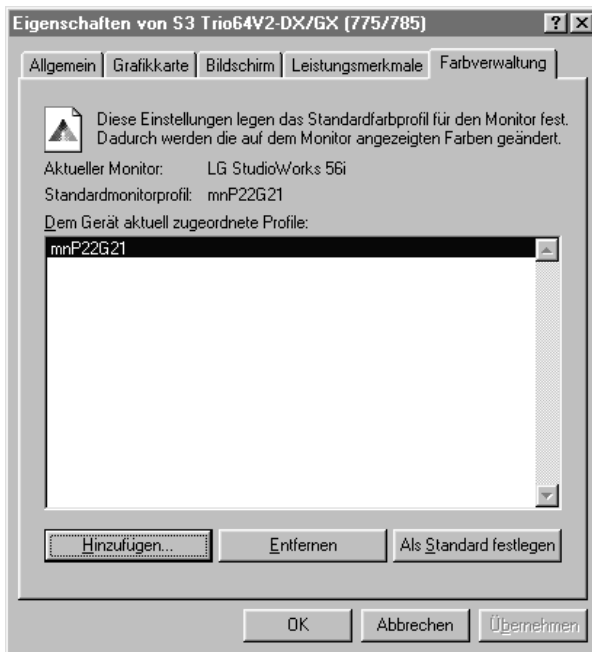 Eigenschaften von S3 Trio64V2-DX/GX (775/785)
Allgemein Grafikkarte Bildschirm Leistungsmerkmale Farbverwaltung
Diese Einstellungen legen das Standardfarbprofil für den Monitor fest.
Dadurch werden die auf dem Monitor angezeigten Farben geändert.
Aktueller Monitor: LG StudioWorks 56i
Standardmonitorprofil: mnP22G21
Dem Gerät aktuell zugeordnete Profile:
mnP22G21
Hinzufügen... Entfernen Als Standard festlegen
OK Abbrechen Übernehmen